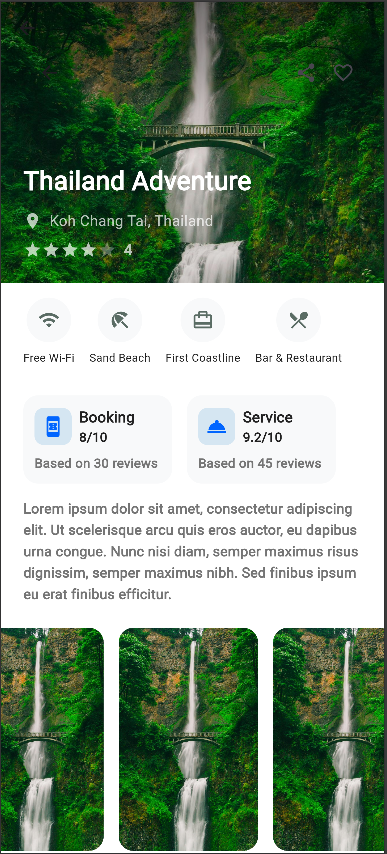 Thailand Adventure
Koh Chang Tai, Thailand
4
Free Wi-Fi
Sand Beach
First Coastline
Bar & Restaurant
Booking
8/10
Based on 30 reviews
Service
9.2/10
Based on 45 reviews
Lorem ipsum dolor sit amet, consectetur adipiscing
elit. Ut scelerisque arcu quis eros auctor, eu dapibus
urna congue. Nunc nisi diam, semper maximus risus
dignissim, semper maximus nibh. Sed finibus ipsum
eu erat finibus efficitur.